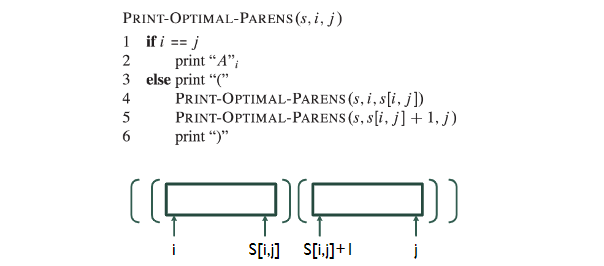 PRINT-OPTIMAL-PARENS(s, i, j)
1 if i == j
2 print “A”i
3 else print “(”
4 PRINT-OPTIMAL-PARENS(s, i, s[i, j])
5 PRINT-OPTIMAL-PARENS(s, s[i, j] + 1, j)
6 print “)”
( ( ) ( ) )
i S[i,j] S[i,j]+1 j